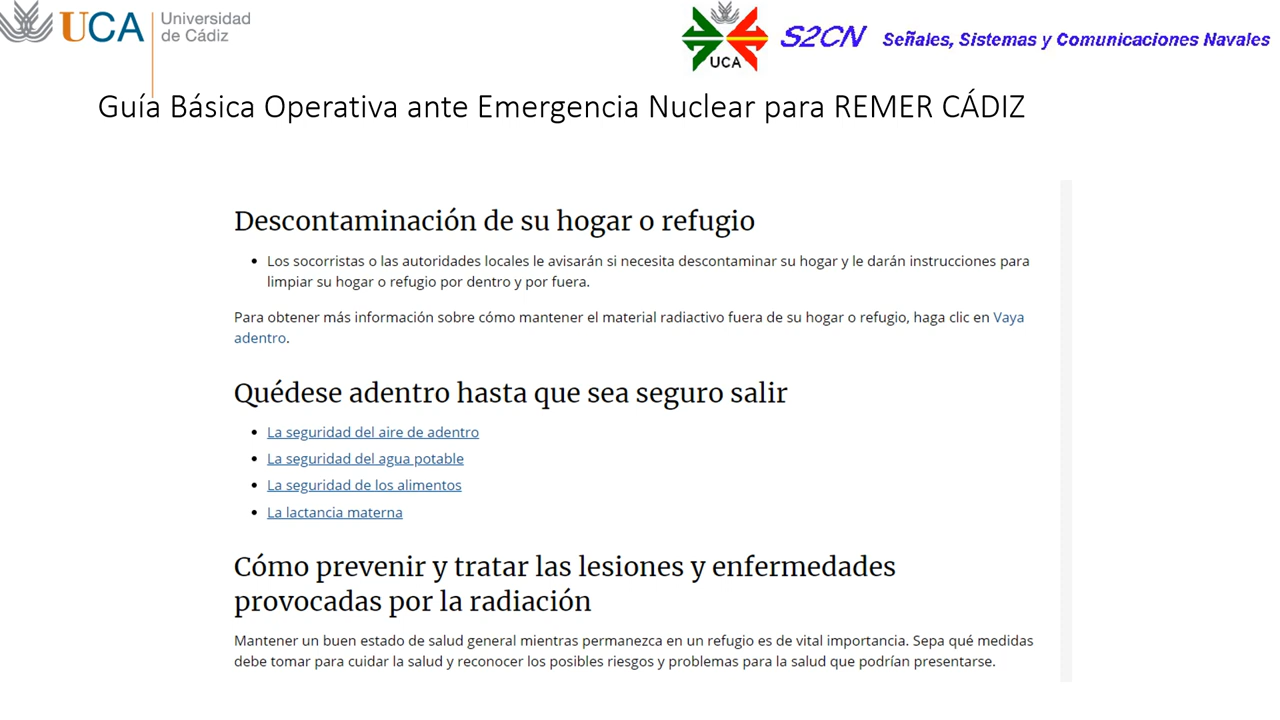 UCA
Universidad
de Cádiz
UCA
S2CN
Señales, Sistemas y Comunicaciones Navales
Guía Básica Operativa ante Emergencia Nuclear para REMER CÁDIZ
Descontaminación de su hogar o refugio
• Los socorristas o las autoridades locales le avisarán si necesita descontaminar su hogar y le darán instrucciones para
limpiar su hogar o refugio por dentro y por fuera.
Para obtener más información sobre cómo mantener el material radiactivo fuera de su hogar o refugio, haga clic en Vaya
adentro.
Quédese adentro hasta que sea seguro salir
• La seguridad del aire de adentro
• La seguridad del agua potable
• La seguridad de los alimentos
• La lactancia materna
Cómo prevenir y tratar las lesiones y enfermedades
provocadas por la radiación
Mantener un buen estado de salud general mientras permanezca en un refugio es de vital importancia. Sepa qué medidas
debe tomar para cuidar la salud y reconocer los posibles riesgos y problemas para la salud que podrían presentarse.